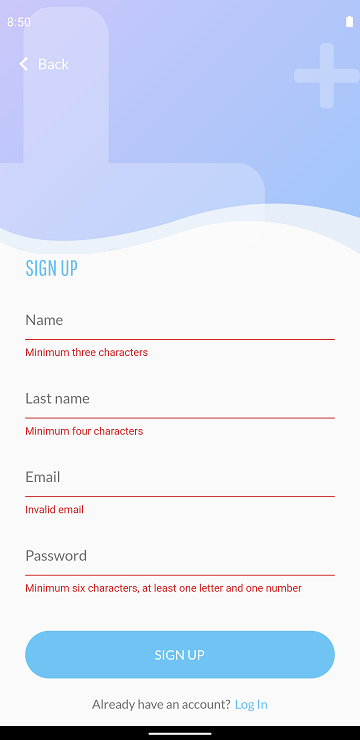 8:50
Back
SIGN UP
Name
Minimum three characters
Last name
Minimum four characters
Email
Invalid email
Password
Minimum six characters, at least one letter and one number
SIGN UP
Already have an account? Log In